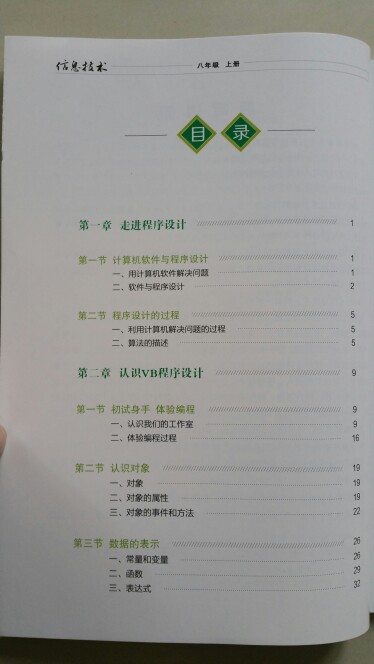 信息技术 八年级 上册
目录
第一章 走进程序设计 1
第一节 计算机软件与程序设计 1
一、用计算机软件解决问题 1
二、软件与程序设计 2
第二节 程序设计的过程 5
一、利用计算机解决问题的过程 5
二、算法的描述 5
第二章 认识VB程序设计 9
第一节 初试身手 体验编程 9
一、认识我们的工作室 9
二、体验编程过程 16
第二节 认识对象 19
一、对象 19
二、对象的属性 19
三、对象的事件和方法 22
第三节 数据的表示 26
一、常量和变量 26
二、函数 29
三、表达式 32